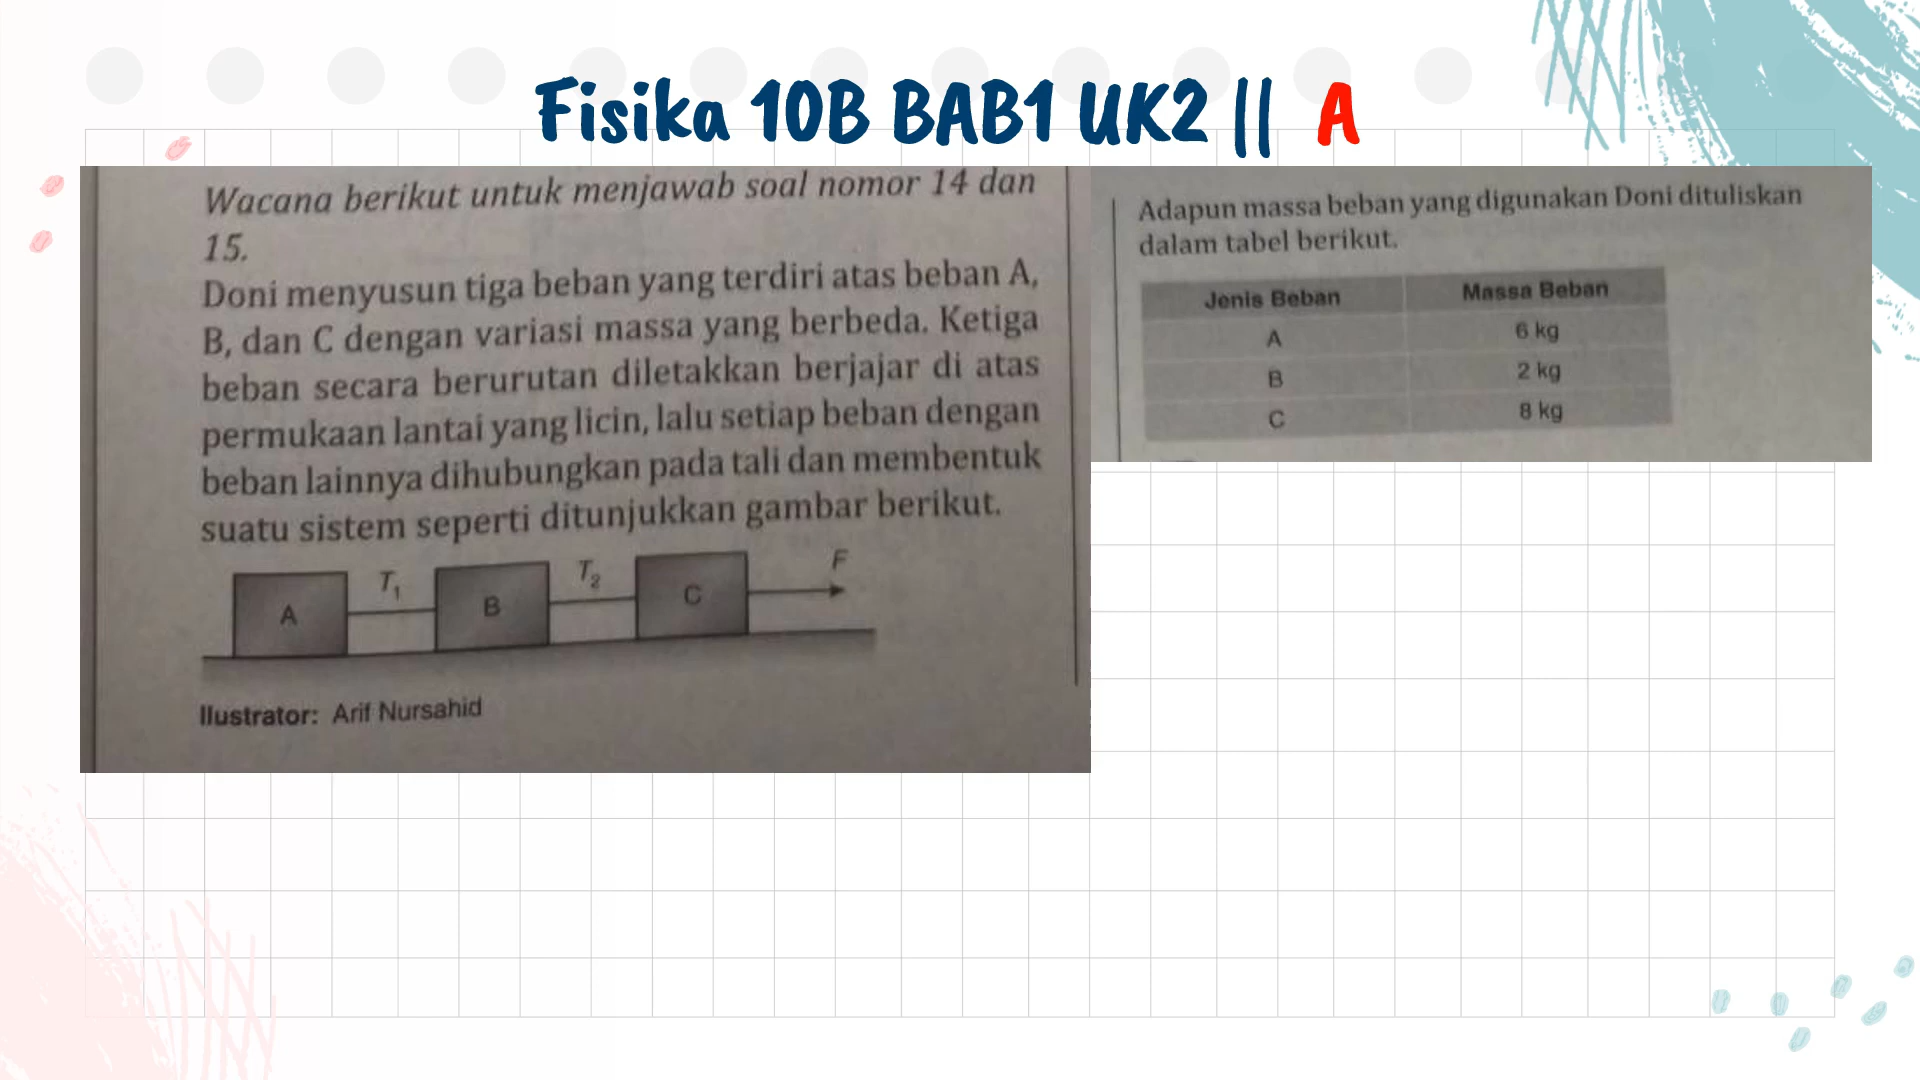 Fisika 10B BAB1 UK2 || A
Wacana berikut untuk menjawab soal nomor 14 dan
15.
Doni menyusun tiga beban yang terdiri atas beban A,
B, dan C dengan variasi massa yang berbeda. Ketiga
beban secara berurutan diletakkan berjajar di atas
permukaan lantai yang licin, lalu setiap beban dengan
beban lainnya dihubungkan pada tali dan membentuk
suatu sistem seperti ditunjukkan gambar berikut.
A T₁ B T₂ C F
Ilustrator: Arif Nursahid
Adapun massa beban yang digunakan Doni dituliskan
dalam tabel berikut.
Jenis Beban Massa Beban
A 6 kg
B 2 kg
C 8 kg